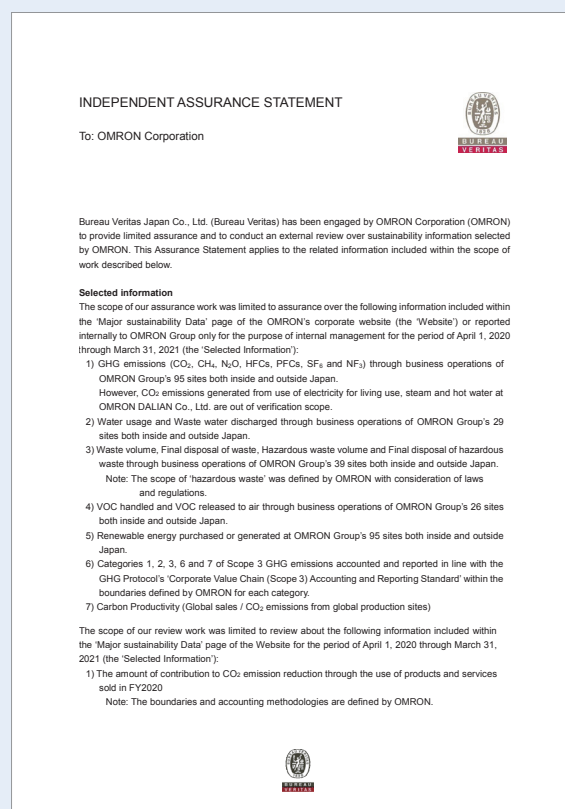 INDEPENDENT ASSURANCE STATEMENT
BUREAU VERITAS
1828
BUREAU
VERITAS
To: OMRON Corporation
Bureau Veritas Japan Co., Ltd. (Bureau Veritas) has been engaged by OMRON Corporation (OMRON)
to provide limited assurance and to conduct an external review over sustainability information selected
by OMRON. This Assurance Statement applies to the related information included within the scope of
work described below.
Selected information
The scope of our assurance work was limited to assurance over the following information included within
the ‘Major sustainability Data’ page of the OMRON’s corporate website (the ‘Website’) or reported
internally to OMRON Group only for the purpose of internal management for the period of April 1, 2020
through March 31, 2021 (the ‘Selected Information’):
1) GHG emissions (CO₂, CH₄, N₂O, HFCs, PFCs, SF₆ and NF₃) through business operations of
OMRON Group’s 95 sites both inside and outside Japan.
However, CO₂ emissions generated from use of electricity for living use, steam and hot water at
OMRON DALIAN Co., Ltd. are out of verification scope.
2) Water usage and Waste water discharged through business operations of OMRON Group’s 29
sites both inside and outside Japan.
3) Waste volume, Final disposal of waste, Hazardous waste volume and Final disposal of hazardous
waste through business operations of OMRON Group’s 39 sites both inside and outside Japan.
Note: The scope of ‘hazardous waste’ was defined by OMRON with consideration of laws
and regulations.
4) VOC handled and VOC released to air through business operations of OMRON Group’s 26 sites
both inside and outside Japan.
5) Renewable energy purchased or generated at OMRON Group’s 95 sites both inside and outside
Japan.
6) Categories 1, 2, 3, 6 and 7 of Scope 3 GHG emissions accounted and reported in line with the
GHG Protocol’s ‘Corporate Value Chain (Scope 3) Accounting and Reporting Standard’ within the
boundaries defined by OMRON for each category.
7) Carbon Productivity (Global sales / CO₂ emissions from global production sites)
The scope of our review work was limited to review about the following information included within
the ‘Major sustainability Data’ page of the Website for the period of April 1, 2020 through March 31,
2021 (the ‘Selected Information’):
1) The amount of contribution to CO₂ emission reduction through the use of products and services
sold in FY2020
Note: The boundaries and accounting methodologies are defined by OMRON.
BUREAU
VERITAS